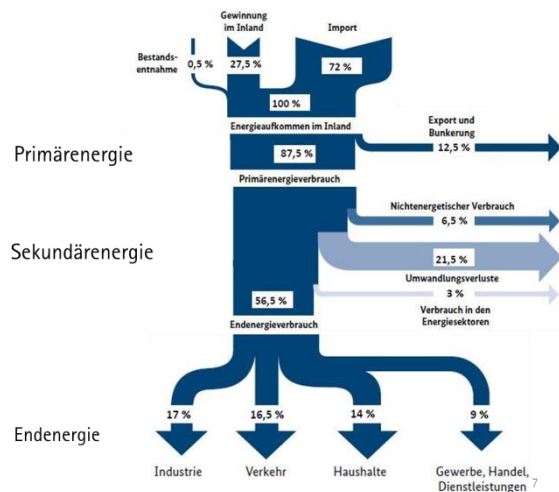 Gewinnung
im Inland
Import
Bestands-
entnahme
0,5 %
27,5 %
72 %
100 %
Energieaufkommen im Inland
Export und
Bunkerung
12,5 %
87,5 %
Primärenergie
Primärenergieverbrauch
Nichtenergetischer Verbrauch
6,5 %
Sekundärenergie
21,5 %
Umwandlungsverluste
3 %
56,5 %
Verbrauch in den
Energiesektoren
Endenergieverbrauch
17 %
16,5 %
14 %
9 %
Endenergie
Industrie
Verkehr
Haushalte
Gewerbe, Handel,
Dienstleistungen
7